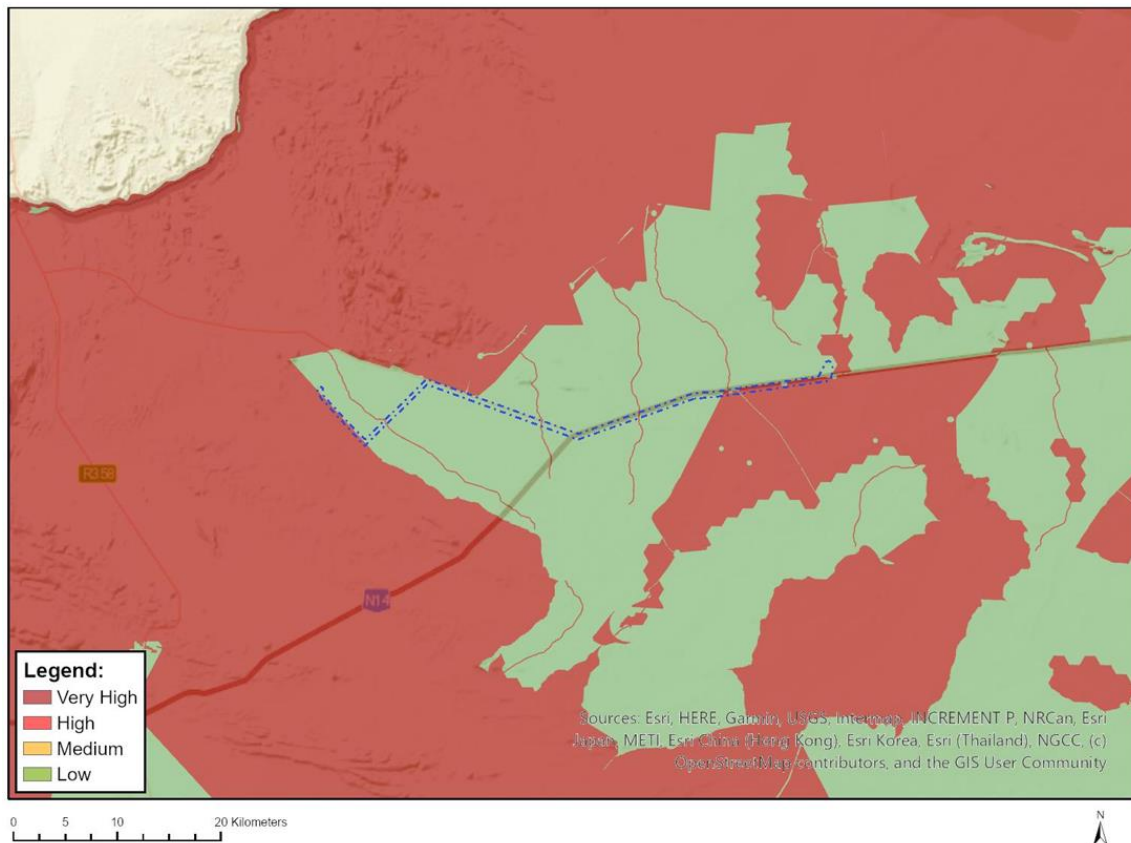 R358
N14
Legend:
Very High
High
Medium
Low
Sources: Esri, HERE, Garmin, USGS, Intermap, INCREMENT P, NRCan, Esri
Japan, METI, Esri China (Hong Kong), Esri Korea, Esri (Thailand), NGCC, (c)
OpenStreetMap contributors, and the GIS User Community
0 5 10 20 Kilometers
N